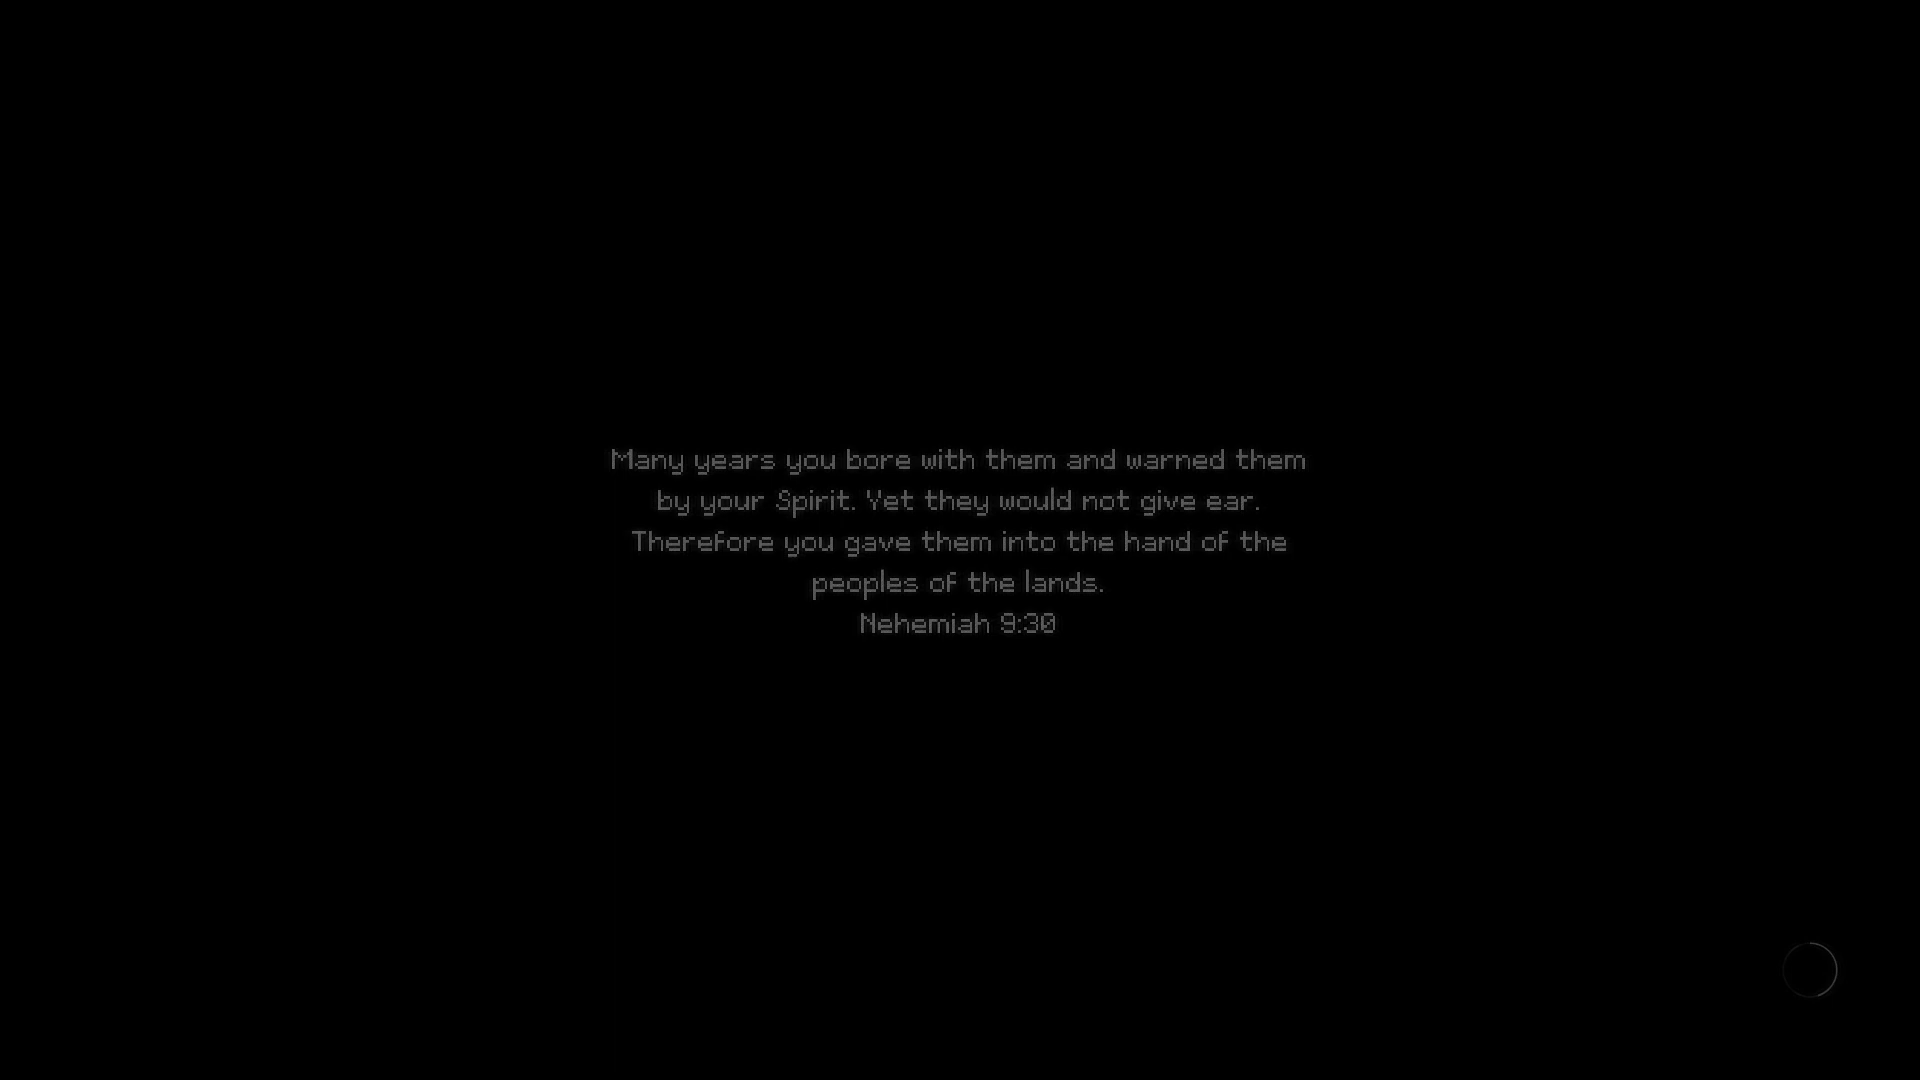 Many years you bore with them and warned them
by your Spirit. Yet they would not give ear.
Therefore you gave them into the hand of the
peoples of the lands.
Nehemiah 9:30